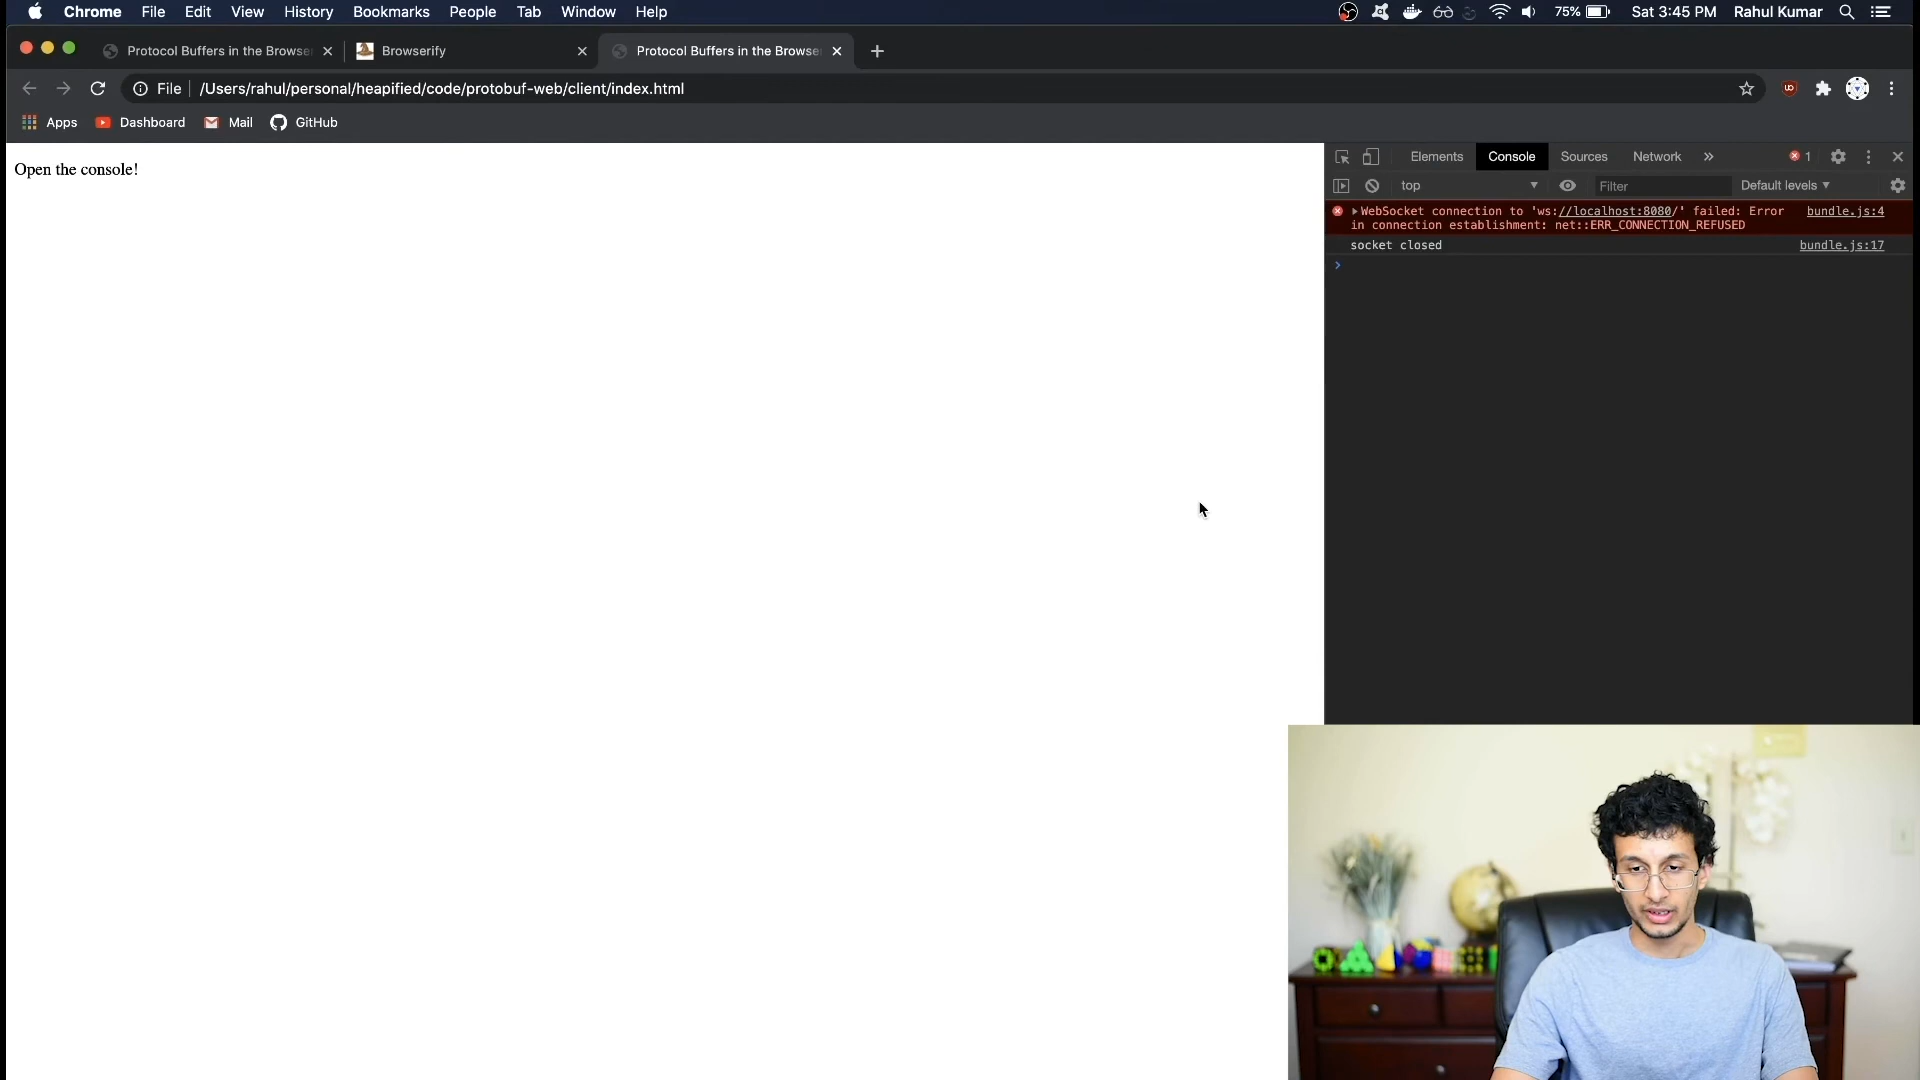 Chrome File Edit View History Bookmarks People Tab Window Help 75% Sat 3:45 PM Rahul Kumar
Protocol Buffers in the Browse Browserify Protocol Buffers in the Browse
File /Users/rahul/personal/heapified/code/protobuf-web/client/index.html
Apps Dashboard Mail GitHub
Open the console!
Elements Console Sources Network 1
top Filter Default levels
WebSocket connection to 'ws://localhost:8080/' failed: Error bundle.js:4
in connection establishment: net::ERR_CONNECTION_REFUSED
socket closed bundle.js:17